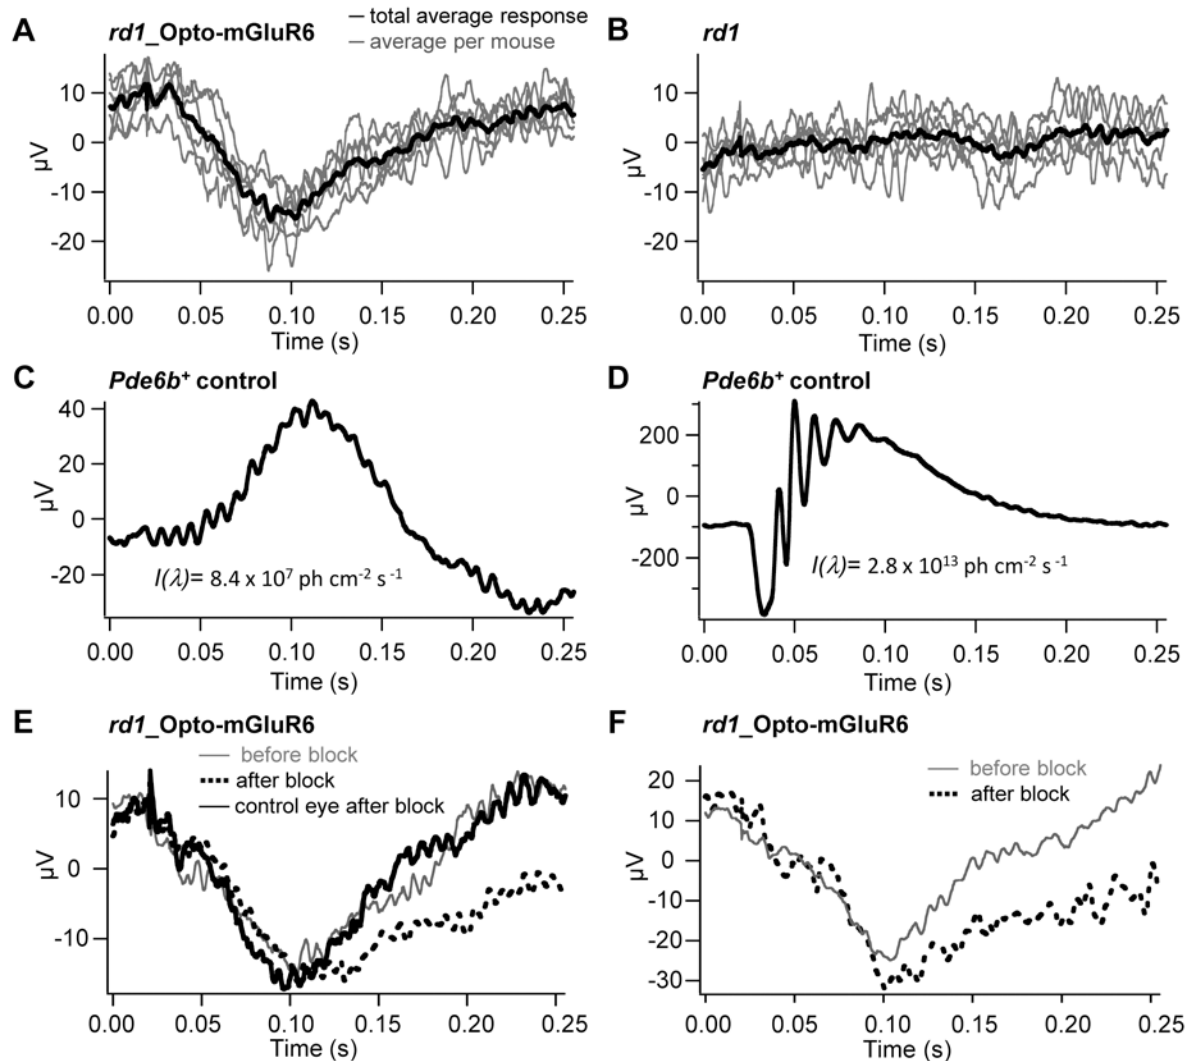 A
rd1_Opto-mGluR6
total average response
average per mouse
10
0
-10
-20
µV
0.00 0.05 0.10 0.15 0.20 0.25
Time (s)
B
rd1
10
0
-10
-20
µV
0.00 0.05 0.10 0.15 0.20 0.25
Time (s)
C
Pde6b+ control
40
20
0
-20
µV
I(λ)= 8.4 x 10⁷ ph cm⁻² s⁻¹
0.00 0.05 0.10 0.15 0.20 0.25
Time (s)
D
Pde6b+ control
200
0
-200
µV
I(λ)= 2.8 x 10¹³ ph cm⁻² s⁻¹
0.00 0.05 0.10 0.15 0.20 0.25
Time (s)
E
rd1_Opto-mGluR6
before block
after block
control eye after block
10
0
-10
µV
0.00 0.05 0.10 0.15 0.20 0.25
Time (s)
F
rd1_Opto-mGluR6
before block
after block
20
10
0
-10
-20
-30
µV
0.00 0.05 0.10 0.15 0.20 0.25
Time (s)